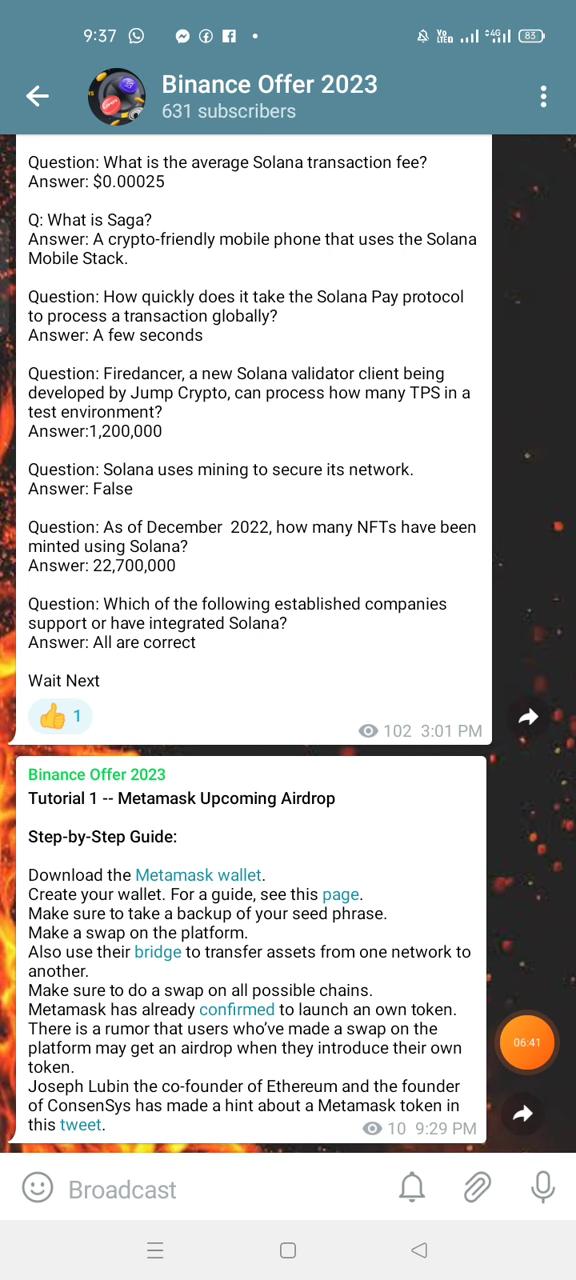 9:37
Vo
LTE
4G
83
Binance Offer 2023
631 subscribers
Question: What is the average Solana transaction fee?
Answer: $0.00025
Q: What is Saga?
Answer: A crypto-friendly mobile phone that uses the Solana
Mobile Stack.
Question: How quickly does it take the Solana Pay protocol
to process a transaction globally?
Answer: A few seconds
Question: Firedancer, a new Solana validator client being
developed by Jump Crypto, can process how many TPS in a
test environment?
Answer:1,200,000
Question: Solana uses mining to secure its network.
Answer: False
Question: As of December  2022, how many NFTs have been
minted using Solana?
Answer: 22,700,000
Question: Which of the following established companies
support or have integrated Solana?
Answer: All are correct
Wait Next
1
102 3:01 PM
Binance Offer 2023
Tutorial 1 -- Metamask Upcoming Airdrop
Step-by-Step Guide:
Download the Metamask wallet.
Create your wallet. For a guide, see this page.
Make sure to take a backup of your seed phrase.
Make a swap on the platform.
Also use their bridge to transfer assets from one network to
another.
Make sure to do a swap on all possible chains.
Metamask has already confirmed to launch an own token.
There is a rumor that users who’ve made a swap on the
platform may get an airdrop when they introduce their own
token.
06:41
Joseph Lubin the co-founder of Ethereum and the founder
of ConsenSys has made a hint about a Metamask token in
this tweet.
10 9:29 PM
Broadcast